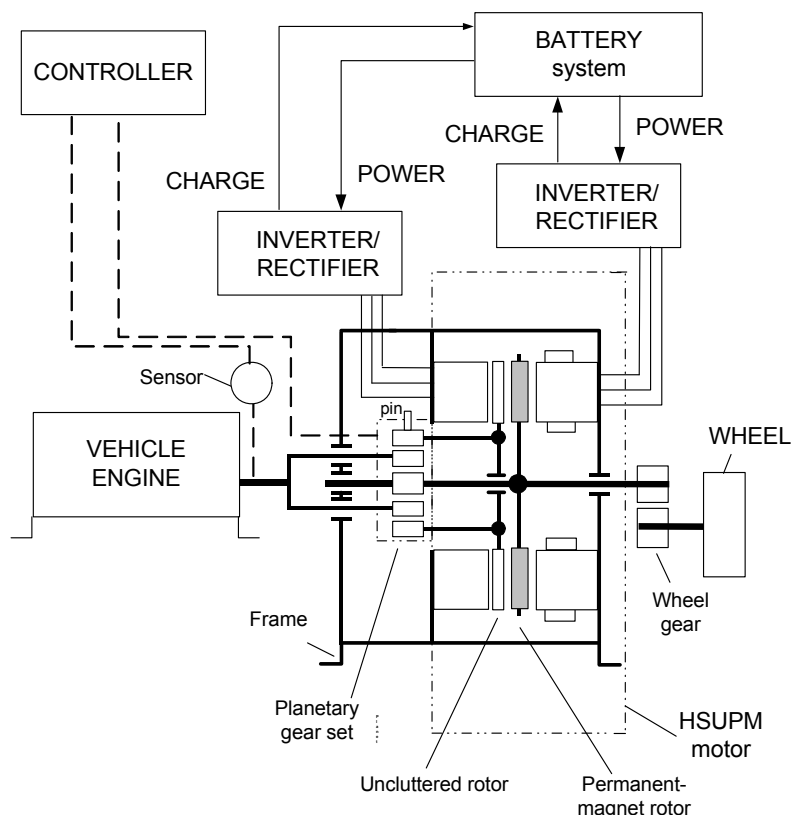 BATTERY
system
CONTROLLER
CHARGE
POWER
CHARGE
POWER
INVERTER/
RECTIFIER
INVERTER/
RECTIFIER
Sensor
pin
VEHICLE
ENGINE
WHEEL
Wheel
gear
Frame
Planetary
gear set
HSUPM
motor
Uncluttered rotor
Permanent-
magnet rotor